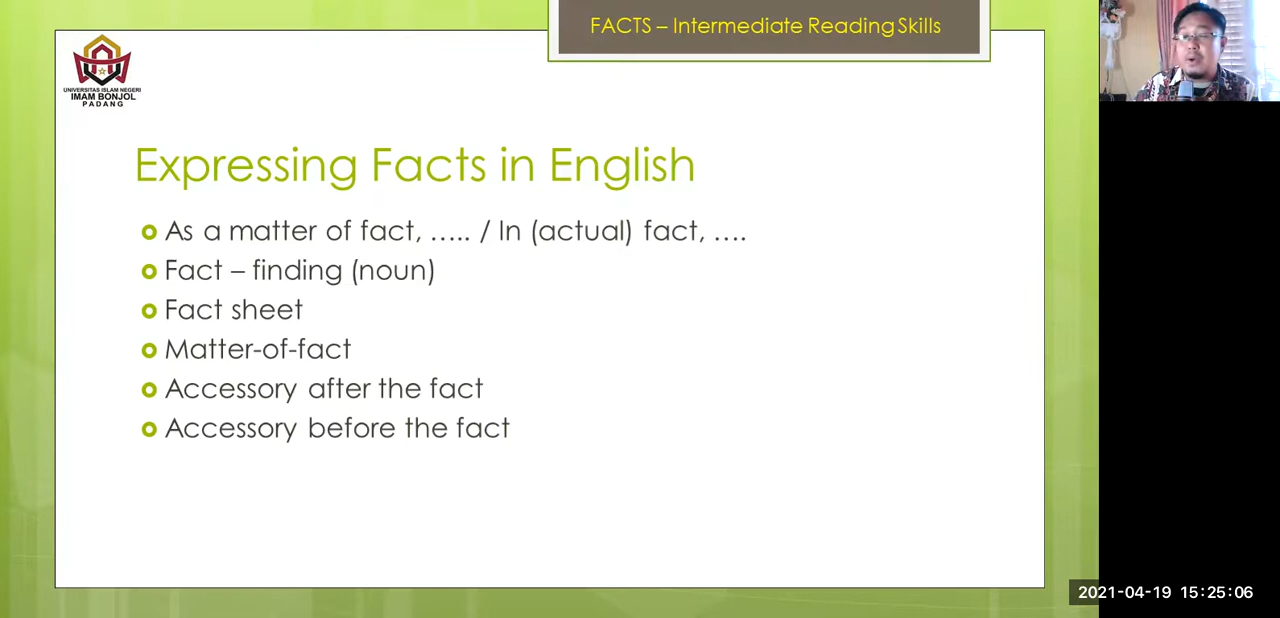 FACTS – Intermediate Reading Skills
UNIVERSITAS ISLAM NEGERI
IMAM BONJOL
PADANG
Expressing Facts in English
As a matter of fact, ….. / In (actual) fact, ….
Fact – finding (noun)
Fact sheet
Matter-of-fact
Accessory after the fact
Accessory before the fact
2021-04-19 15:25:06